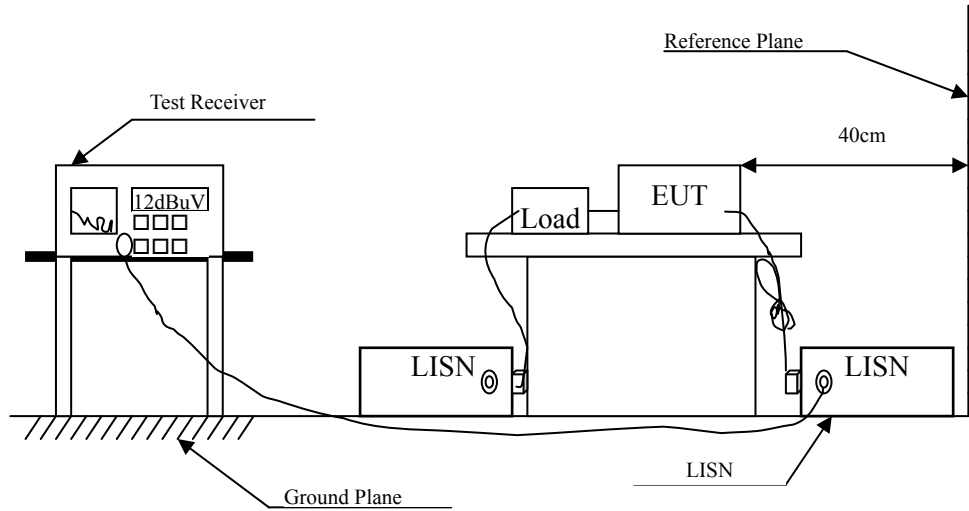 Reference Plane
Test Receiver
40cm
12dBuV
EUT
Load
LISN
LISN
LISN
Ground Plane